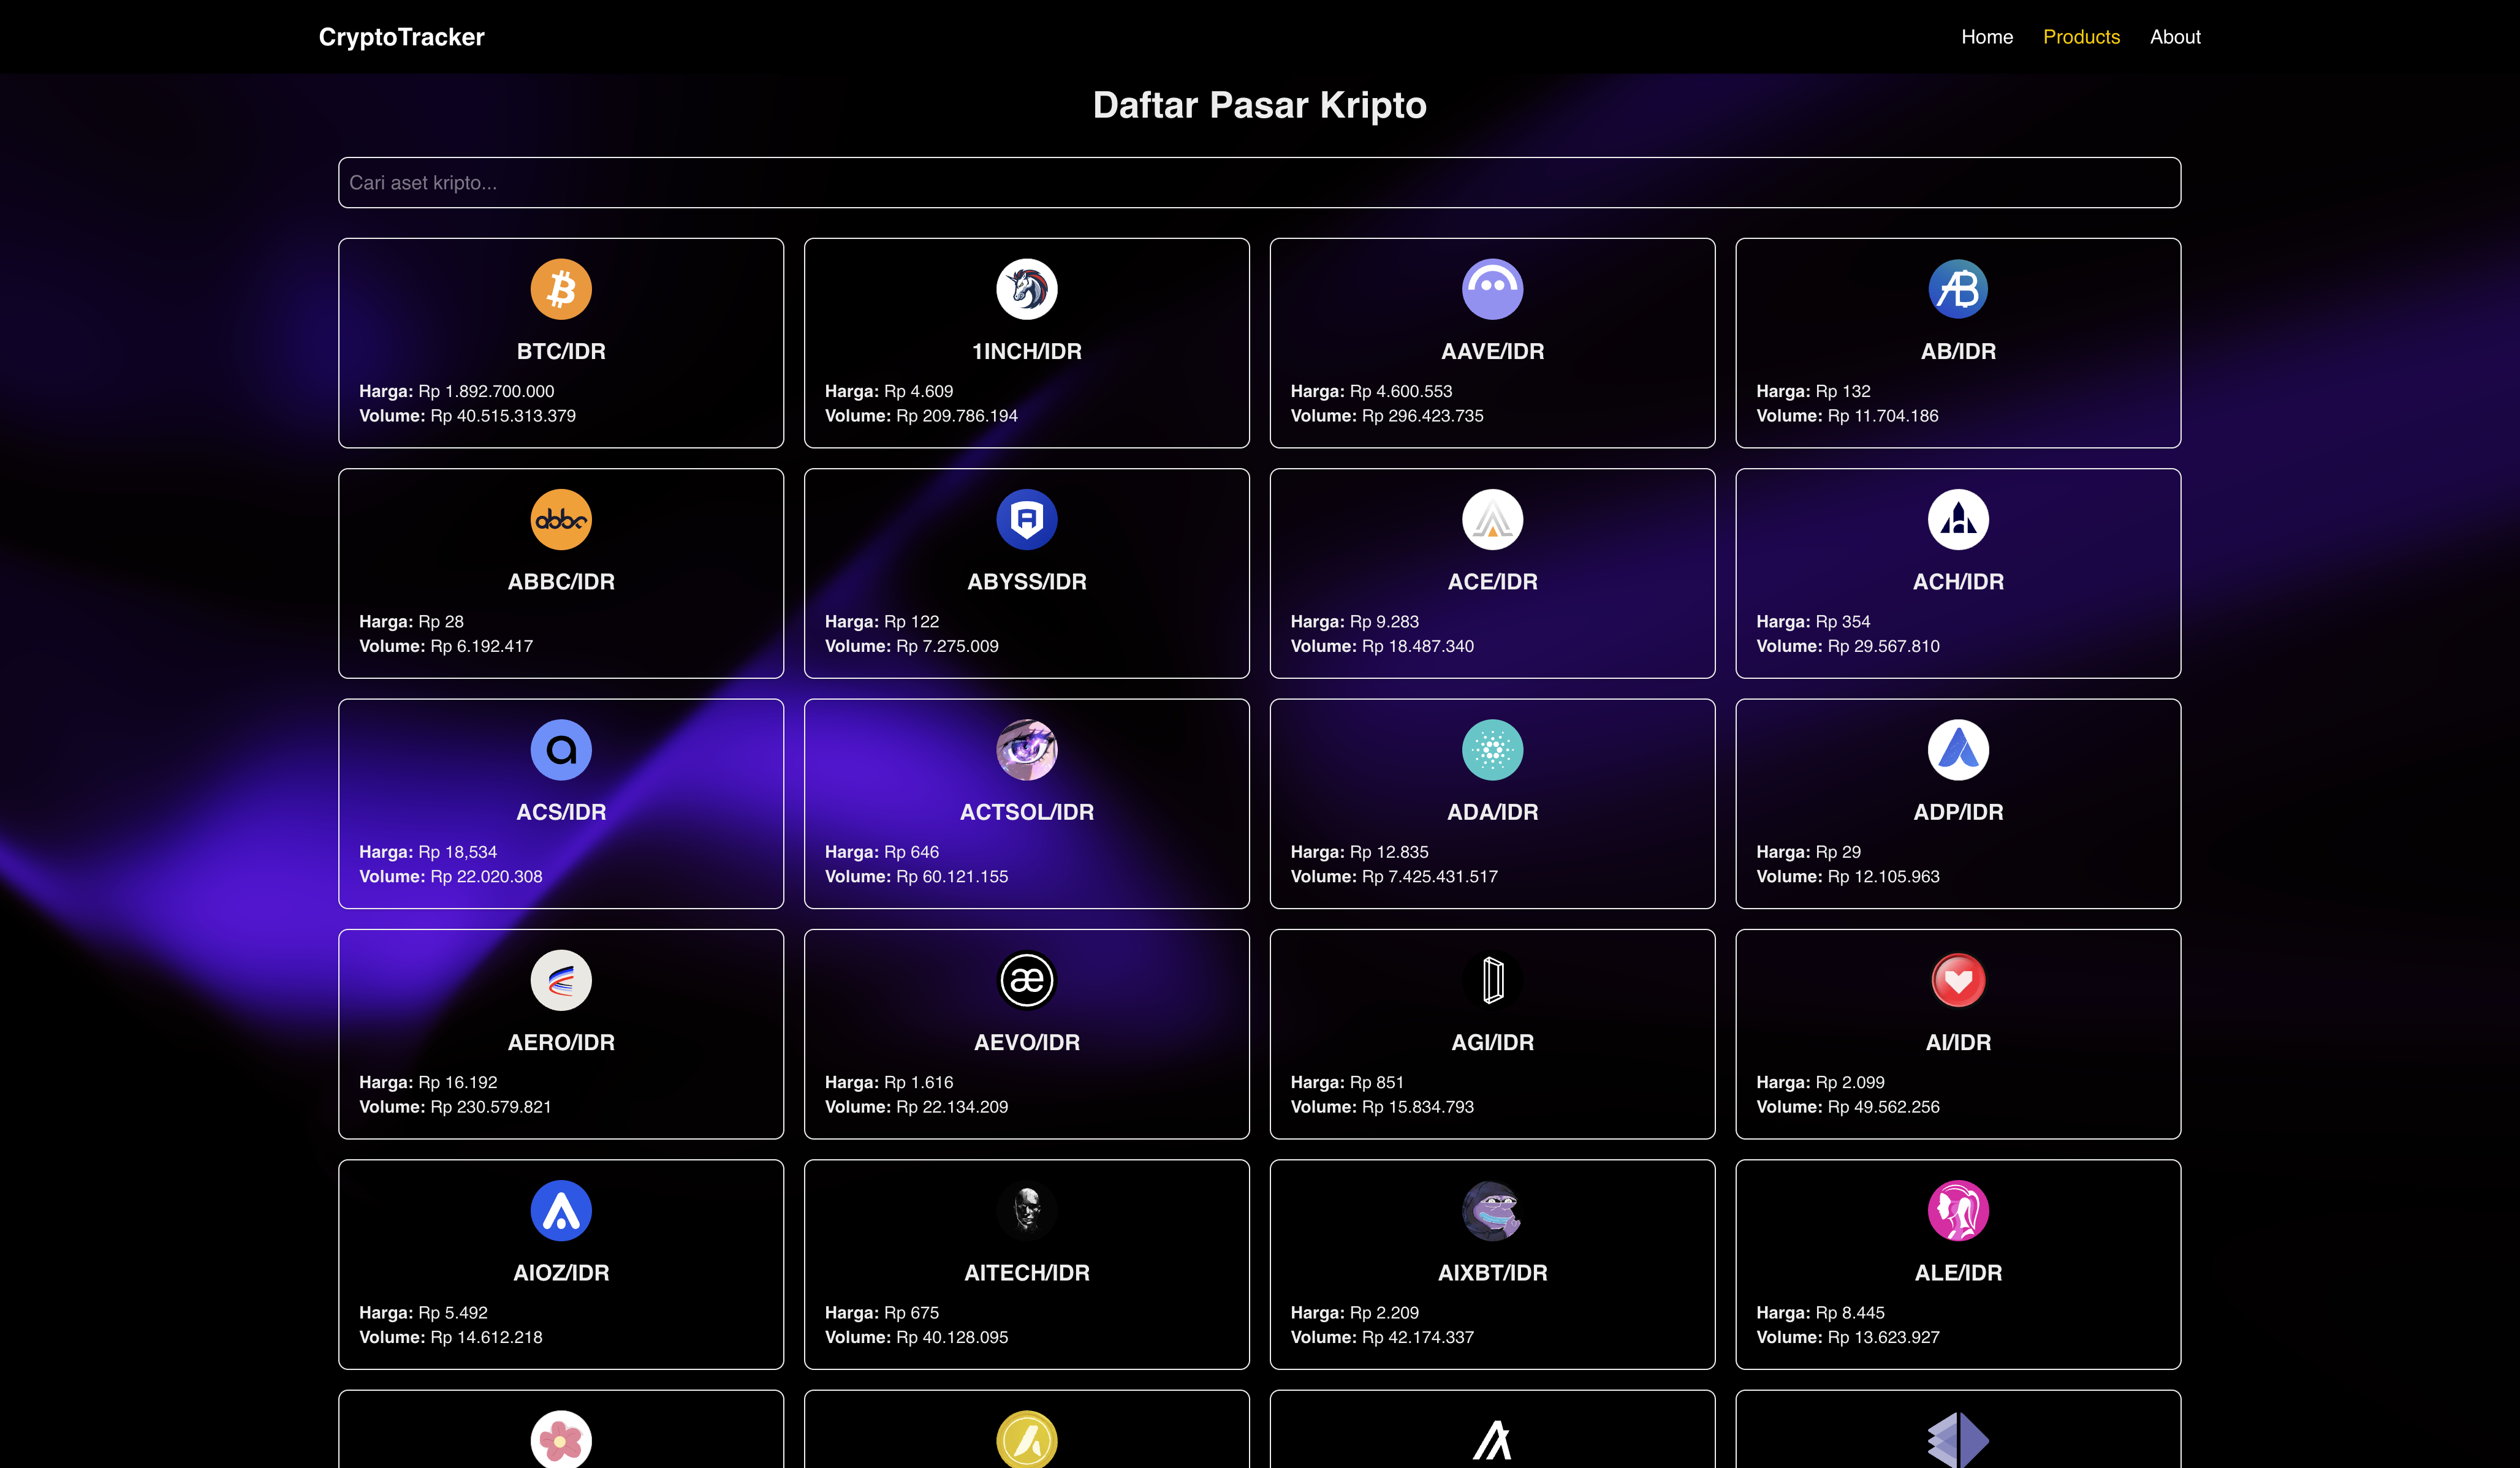 CryptoTracker
Home
Products
About
Daftar Pasar Kripto
Cari aset kripto...
BTC/IDR
Harga: Rp 1.892.700.000
Volume: Rp 40.515.313.379
1INCH/IDR
Harga: Rp 4.609
Volume: Rp 209.786.194
AAVE/IDR
Harga: Rp 4.600.553
Volume: Rp 296.423.735
AB
AB/IDR
Harga: Rp 132
Volume: Rp 11.704.186
abbc
ABBC/IDR
Harga: Rp 28
Volume: Rp 6.192.417
A
ABYSS/IDR
Harga: Rp 122
Volume: Rp 7.275.009
ACE/IDR
Harga: Rp 9.283
Volume: Rp 18.487.340
ACH/IDR
Harga: Rp 354
Volume: Rp 29.567.810
a
ACS/IDR
Harga: Rp 18,534
Volume: Rp 22.020.308
ACTSOL/IDR
Harga: Rp 646
Volume: Rp 60.121.155
ADA/IDR
Harga: Rp 12.835
Volume: Rp 7.425.431.517
ADP/IDR
Harga: Rp 29
Volume: Rp 12.105.963
AERO/IDR
Harga: Rp 16.192
Volume: Rp 230.579.821
æ
AEVO/IDR
Harga: Rp 1.616
Volume: Rp 22.134.209
AGI/IDR
Harga: Rp 851
Volume: Rp 15.834.793
AI/IDR
Harga: Rp 2.099
Volume: Rp 49.562.256
AIOZ/IDR
Harga: Rp 5.492
Volume: Rp 14.612.218
AITECH/IDR
Harga: Rp 675
Volume: Rp 40.128.095
AIXBT/IDR
Harga: Rp 2.209
Volume: Rp 42.174.337
ALE/IDR
Harga: Rp 8.445
Volume: Rp 13.623.927